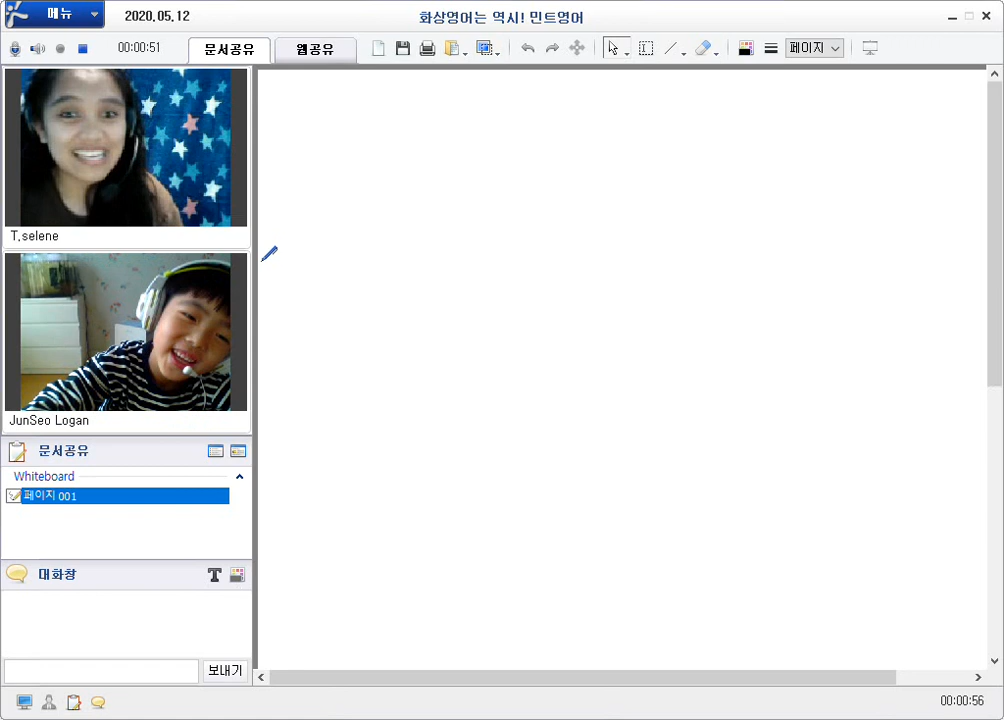 메뉴
2020.05.12
화상영어는 역시! 민트영어
00:00:51
문서공유
웹공유
페이지
T.selene
JunSeo Logan
문서공유
Whiteboard
페이지 001
대화창
T
보내기
00:00:56